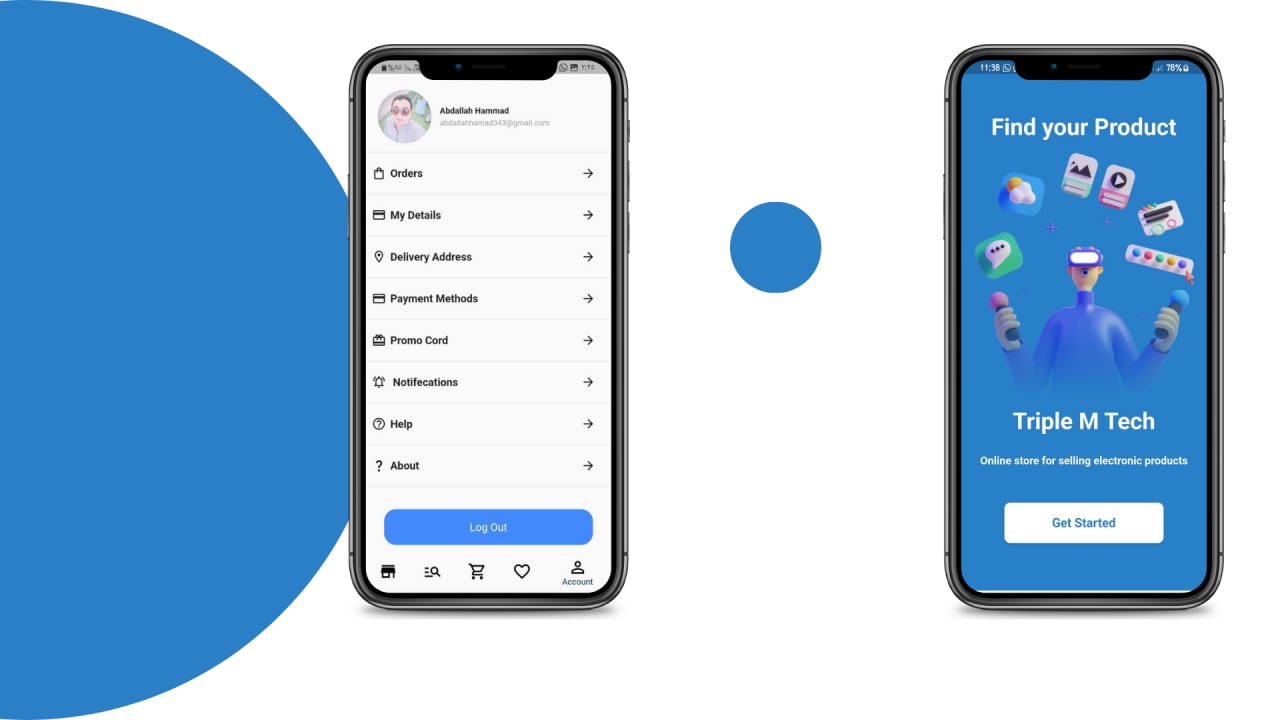 Abdallah Hammad
abdallahhamad343@gmail.com
Orders
My Details
Delivery Address
Payment Methods
Promo Cord
Notifecations
Help
About
Log Out
Account
11:38
78%
Find your Product
Triple M Tech
Online store for selling electronic products
Get Started